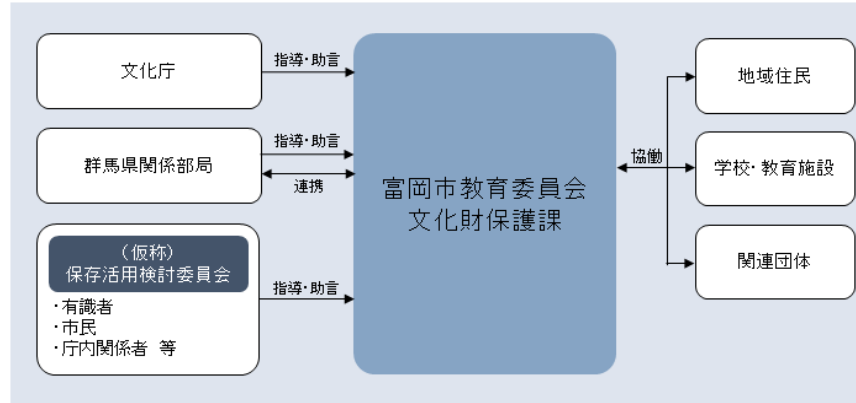 文化庁
指導・助言
群馬県関係部局
指導・助言
連携
（仮称）
保存活用検討委員会
・有識者
・市民
・庁内関係者 等
指導・助言
富岡市教育委員会
文化財保護課
協働
地域住民
学校・教育施設
関連団体